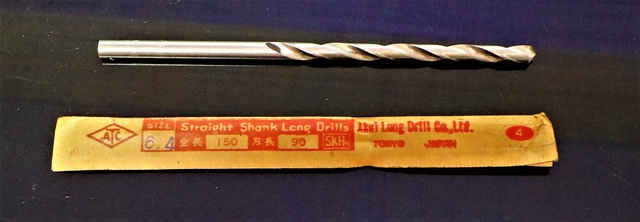 ATC
SIZE Straight Shank Long Drills
6.4 全長 150 刃長 90 SKH
Akei Long Drill Co.,Ltd.
TOKYO JAPAN
4